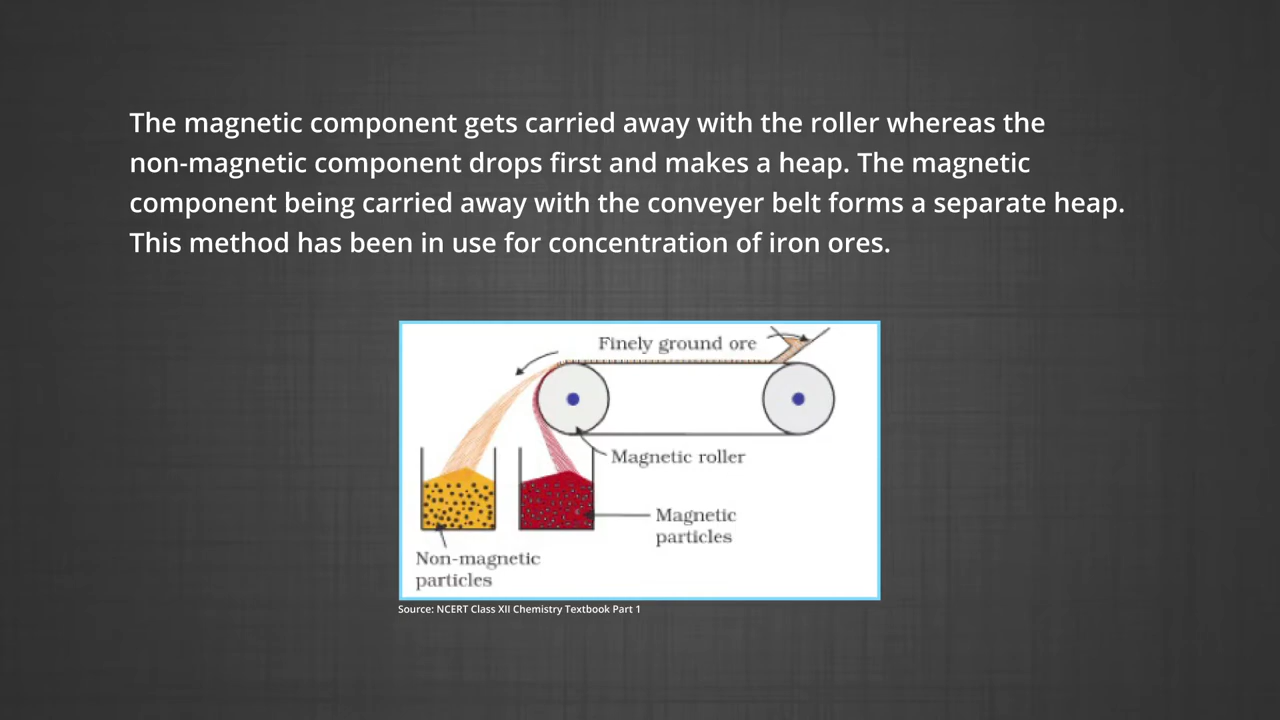 The magnetic component gets carried away with the roller whereas the
non-magnetic component drops first and makes a heap. The magnetic
component being carried away with the conveyer belt forms a separate heap.
This method has been in use for concentration of iron ores.
Finely ground ore
Magnetic roller
Magnetic
particles
Non-magnetic
particles
Source: NCERT Class XII Chemistry Textbook Part 1